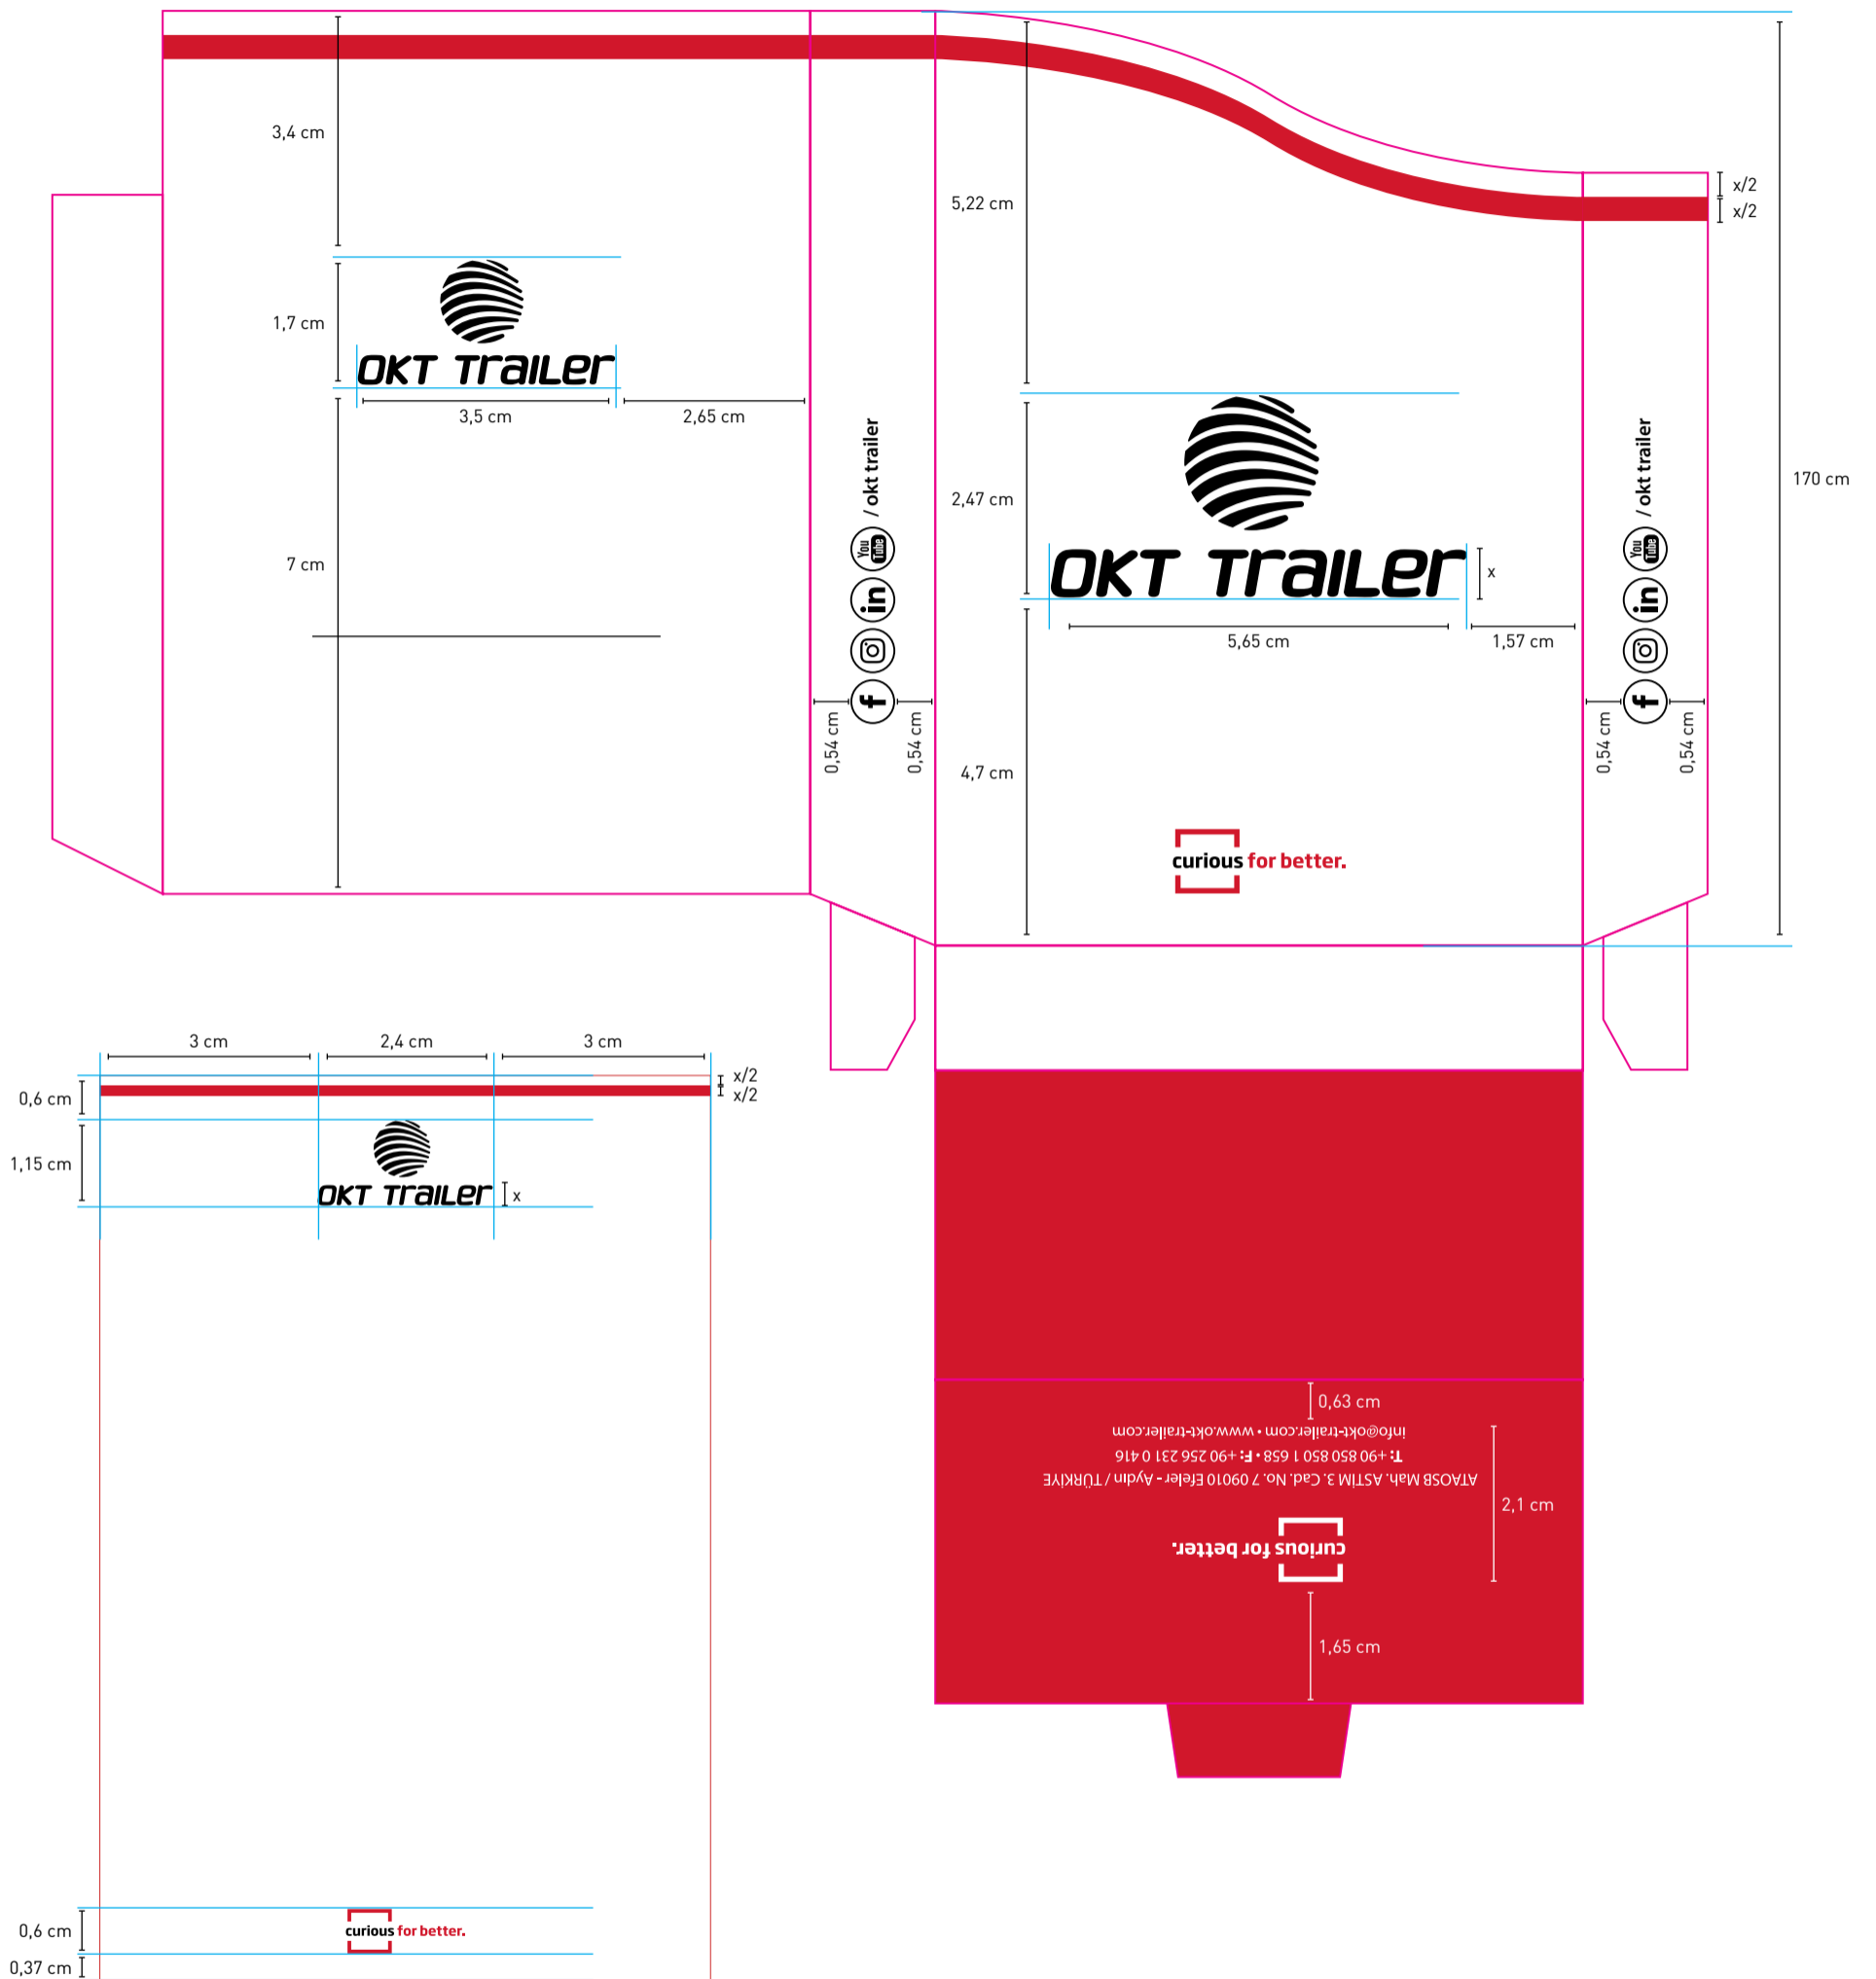 3,4 cm
1,7 cm
OKT Trailer
3,5 cm
2,65 cm
7 cm
/ okt trailer
You
Tube
in
f
0,54 cm
0,54 cm
5,22 cm
2,47 cm
OKT Trailer
x
5,65 cm
1,57 cm
4,7 cm
curious for better.
x/2
x/2
/ okt trailer
You
Tube
in
f
0,54 cm
0,54 cm
170 cm
3 cm
2,4 cm
3 cm
x/2
x/2
0,6 cm
1,15 cm
OKT Trailer
x
0,6 cm
curious for better.
0,37 cm
0,63 cm
info@okt-trailer.com • www.okt-trailer.com
T: +90 850 850 1 658 • F: +90 256 231 0 416
ATAOSB Mah. ASTİM 3. Cad. No. 7 09010 Efeler - Aydın / TÜRKİYE
2,1 cm
curious for better.
1,65 cm